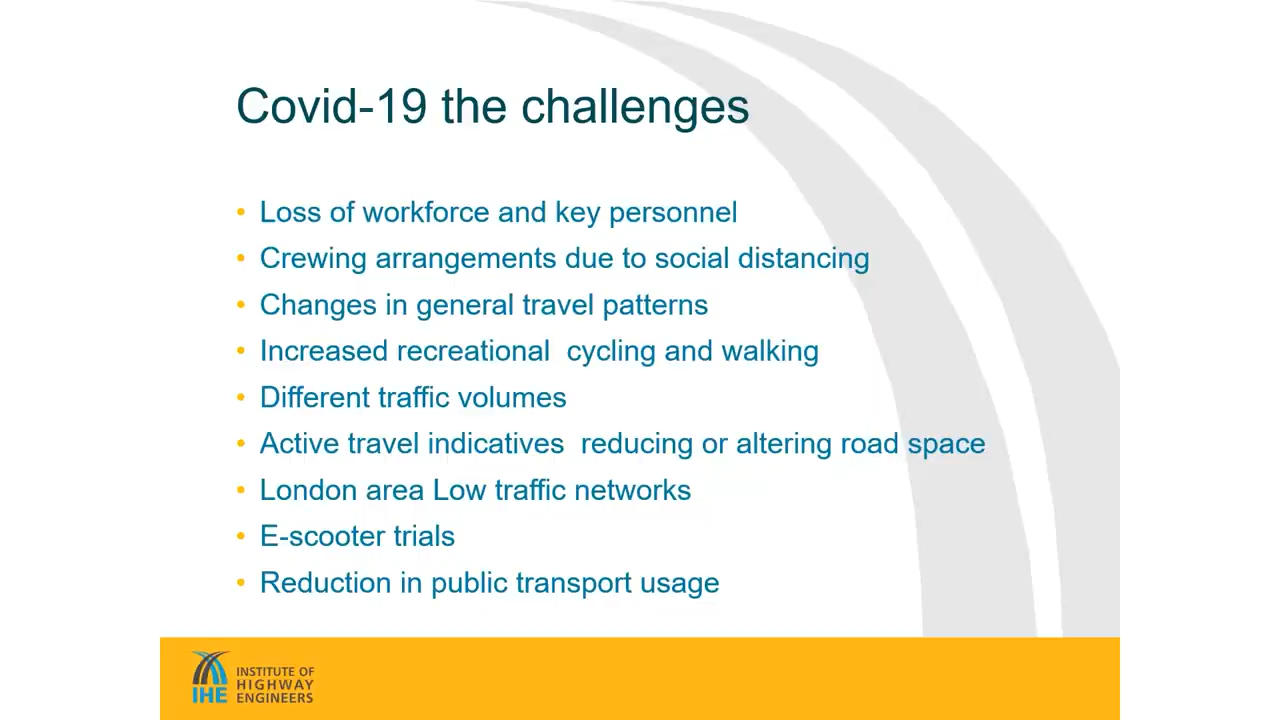 Covid-19 the challenges
• Loss of workforce and key personnel
• Crewing arrangements due to social distancing
• Changes in general travel patterns
• Increased recreational  cycling and walking
• Different traffic volumes
• Active travel indicatives  reducing or altering road space
• London area Low traffic networks
• E-scooter trials
• Reduction in public transport usage
IHE
INSTITUTE OF
HIGHWAY
ENGINEERS